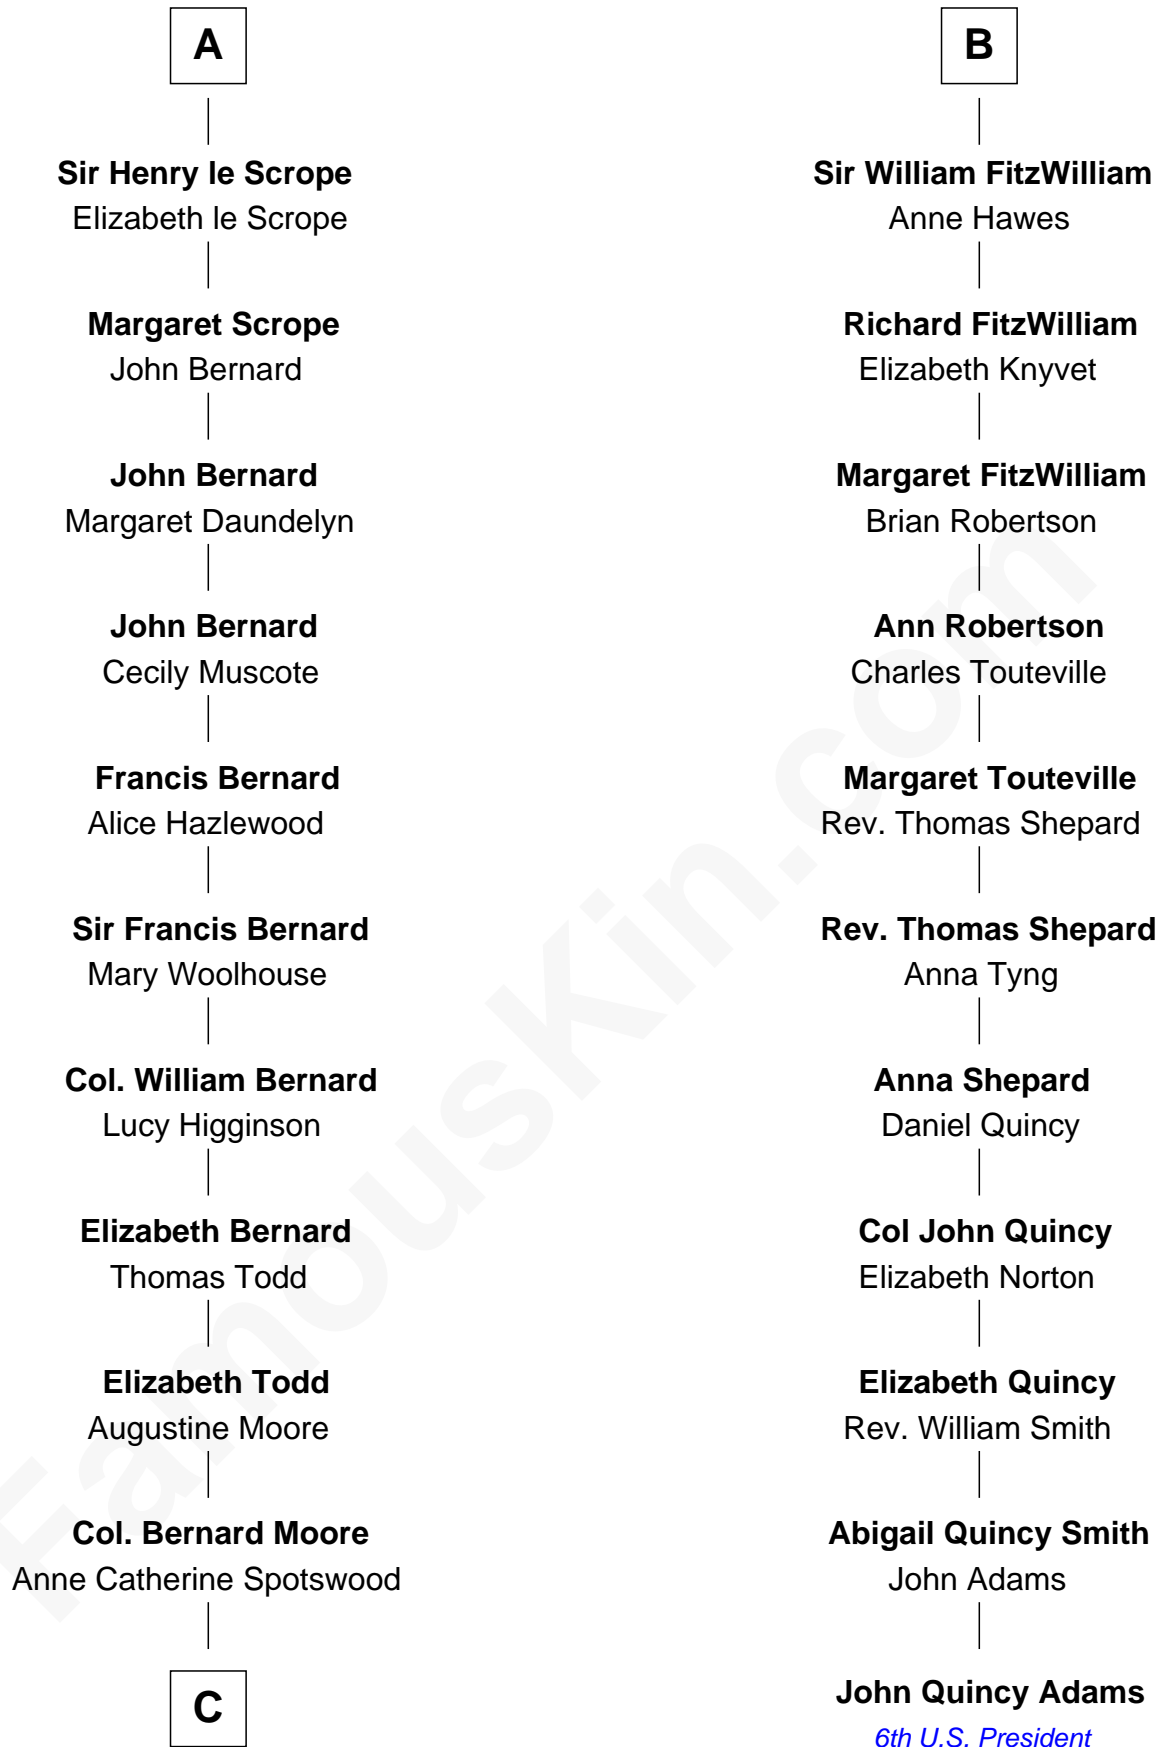 A
Sir Henry le Scrope
Elizabeth le Scrope
Margaret Scrope
John Bernard
John Bernard
Margaret Daundelyn
John Bernard
Cecily Muscote
Francis Bernard
Alice Hazlewood
Sir Francis Bernard
Mary Woolhouse
Col. William Bernard
Lucy Higginson
Elizabeth Bernard
Thomas Todd
Elizabeth Todd
Augustine Moore
Col. Bernard Moore
Anne Catherine Spotswood
C
B
Sir William FitzWilliam
Anne Hawes
Richard FitzWilliam
Elizabeth Knyvet
Margaret FitzWilliam
Brian Robertson
Ann Robertson
Charles Touteville
Margaret Touteville
Rev. Thomas Shepard
Rev. Thomas Shepard
Anna Tyng
Anna Shepard
Daniel Quincy
Col John Quincy
Elizabeth Norton
Elizabeth Quincy
Rev. William Smith
Abigail Quincy Smith
John Adams
John Quincy Adams
6th U.S. President
FamousKin.com